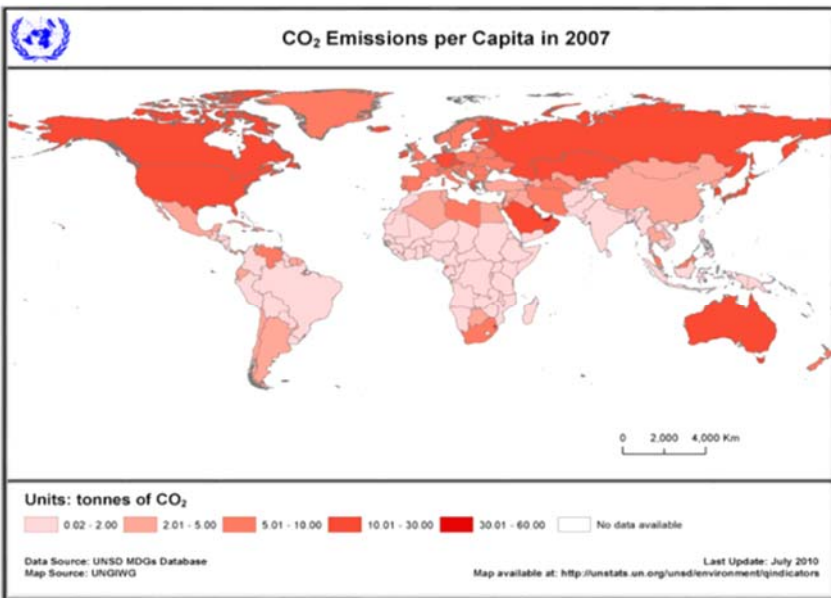 CO₂ Emissions per Capita in 2007
0 2,000 4,000 Km
Units: tonnes of CO₂
0.02 - 2.00 2.01 - 5.00 5.01 - 10.00 10.01 - 30.00 30.01 - 60.00 No data available
Data Source: UNSD MDGs Database
Map Source: UNGIWG
Last Update: July 2010
Map available at: http://unstats.un.org/unsd/environment/qindicators